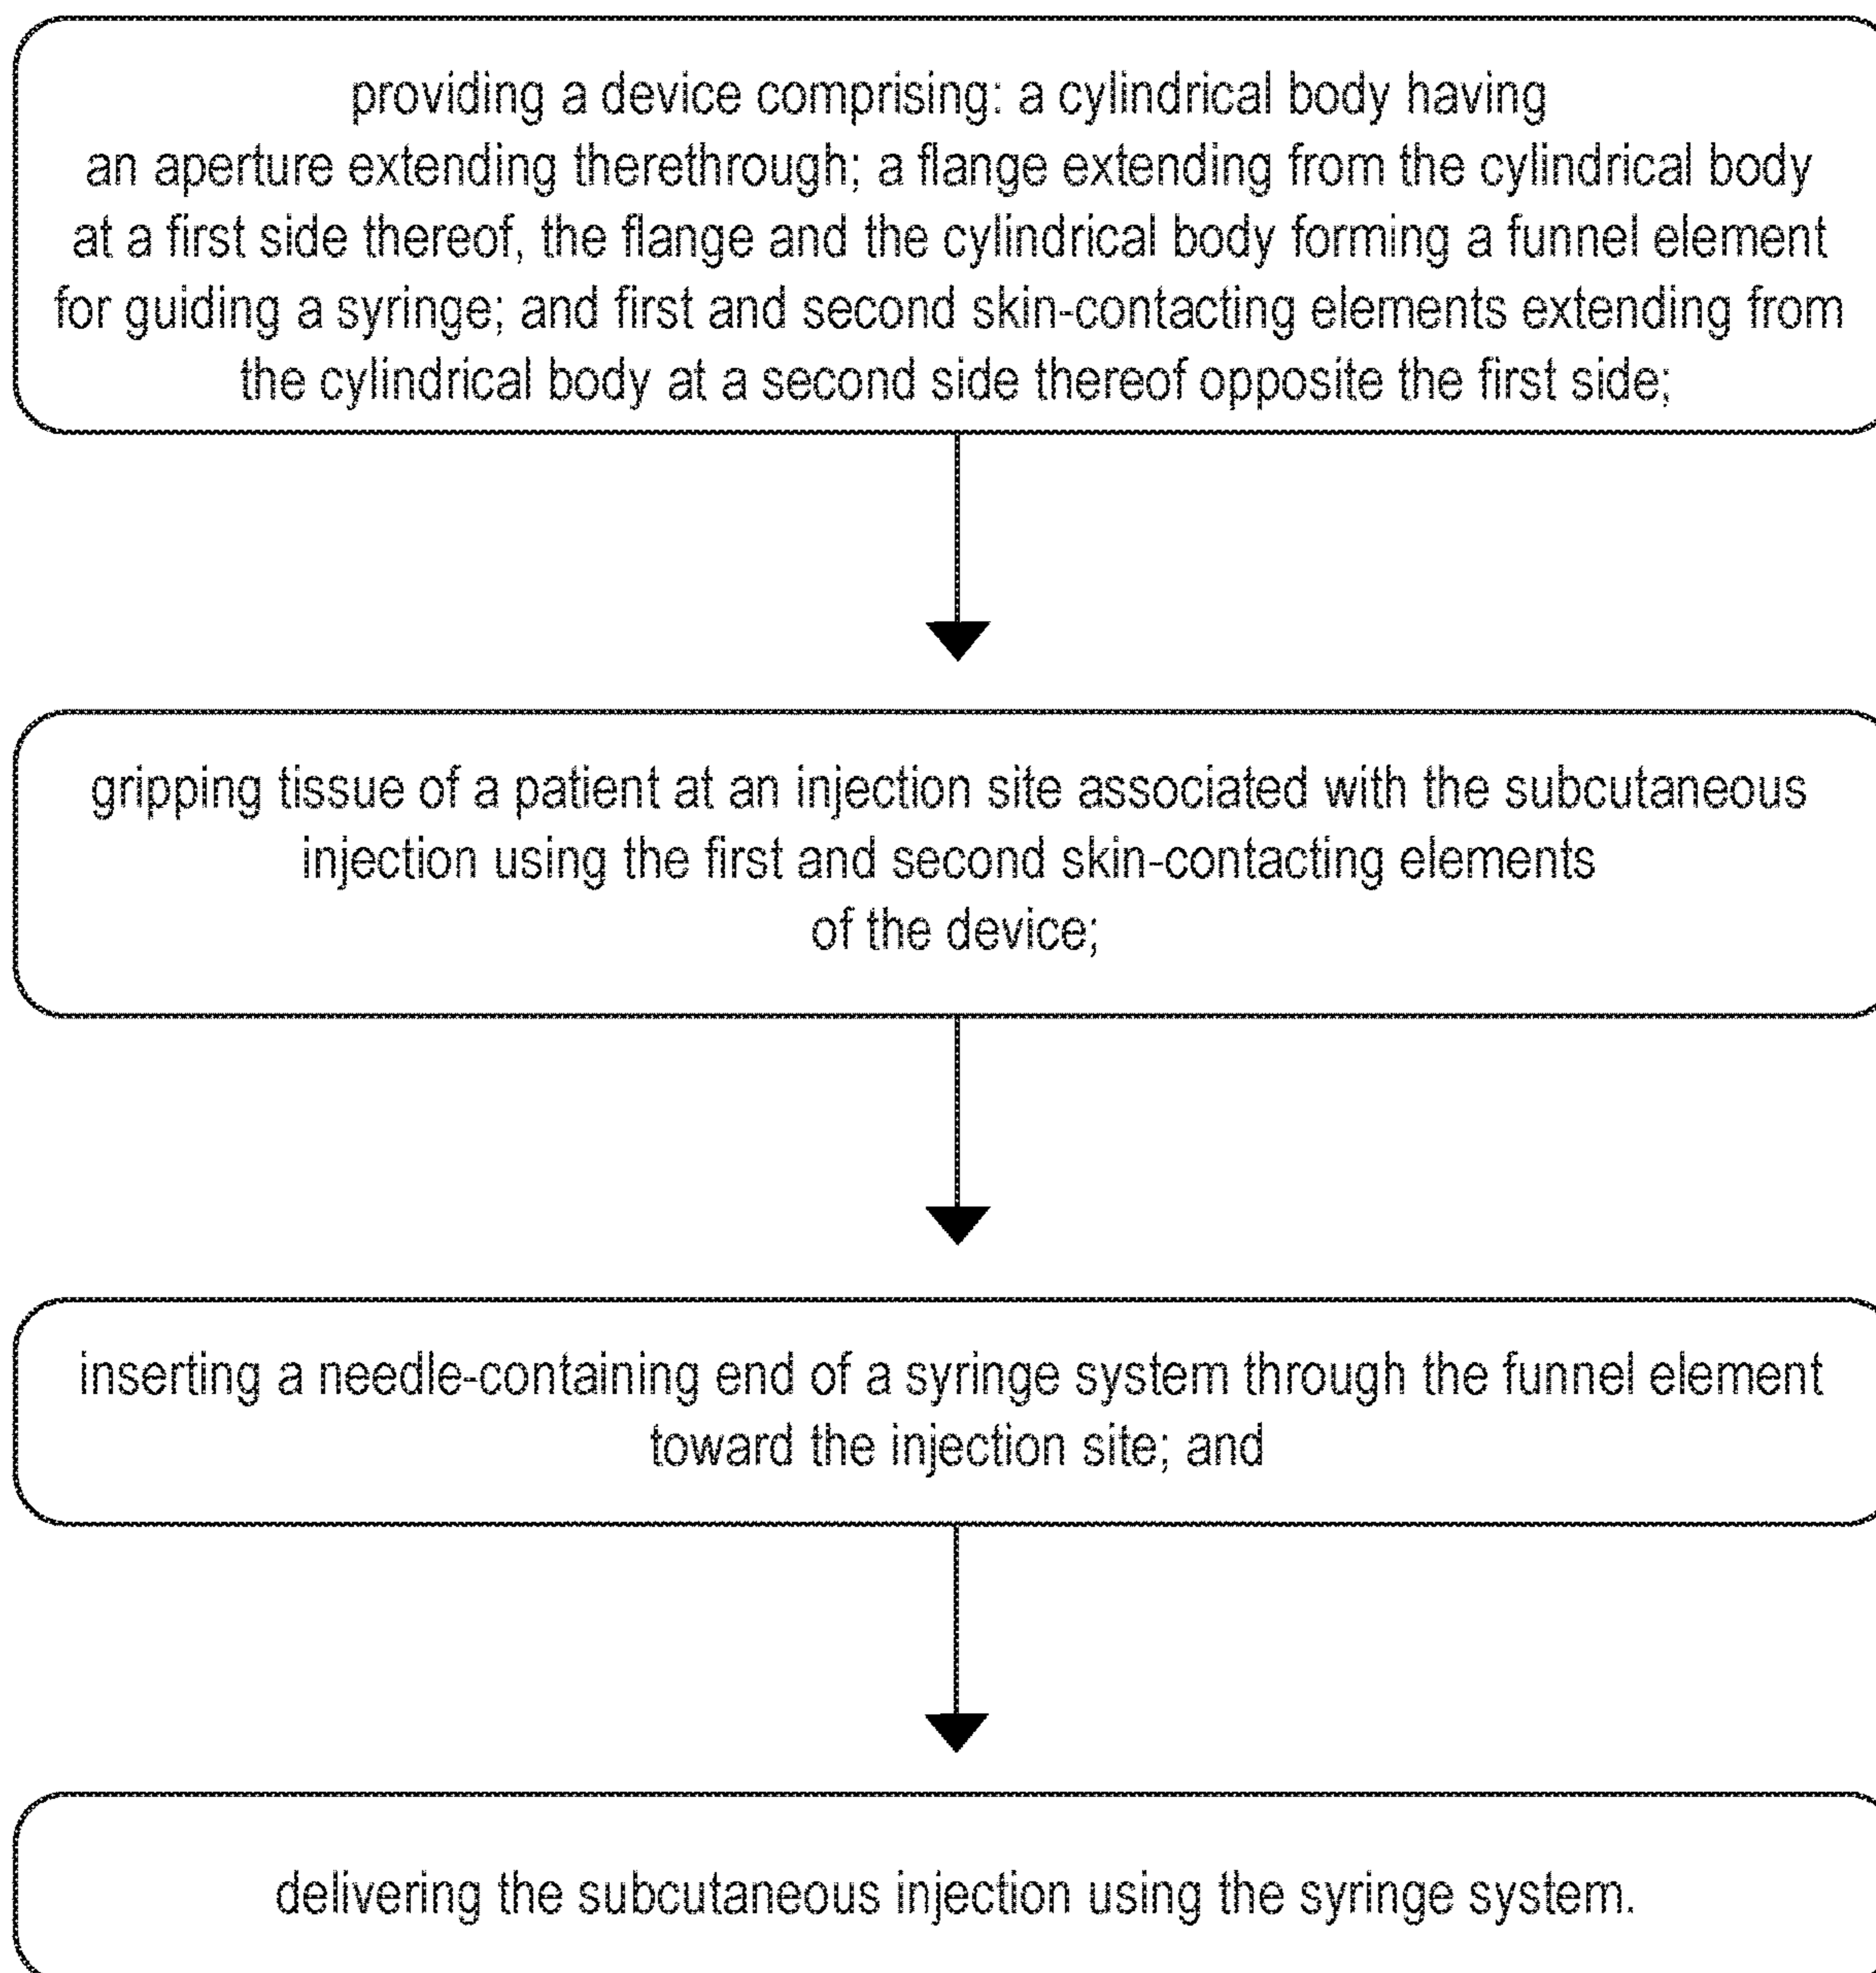 providing a device comprising: a cylindrical body having
an aperture extending therethrough; a flange extending from the cylindrical body
at a first side thereof, the flange and the cylindrical body forming a funnel element
for guiding a syringe; and first and second skin-contacting elements extending from
the cylindrical body at a second side thereof opposite the first side;
gripping tissue of a patient at an injection site associated with the subcutaneous
injection using the first and second skin-contacting elements
of the device;
inserting a needle-containing end of a syringe system through the funnel element
toward the injection site; and
delivering the subcutaneous injection using the syringe system.